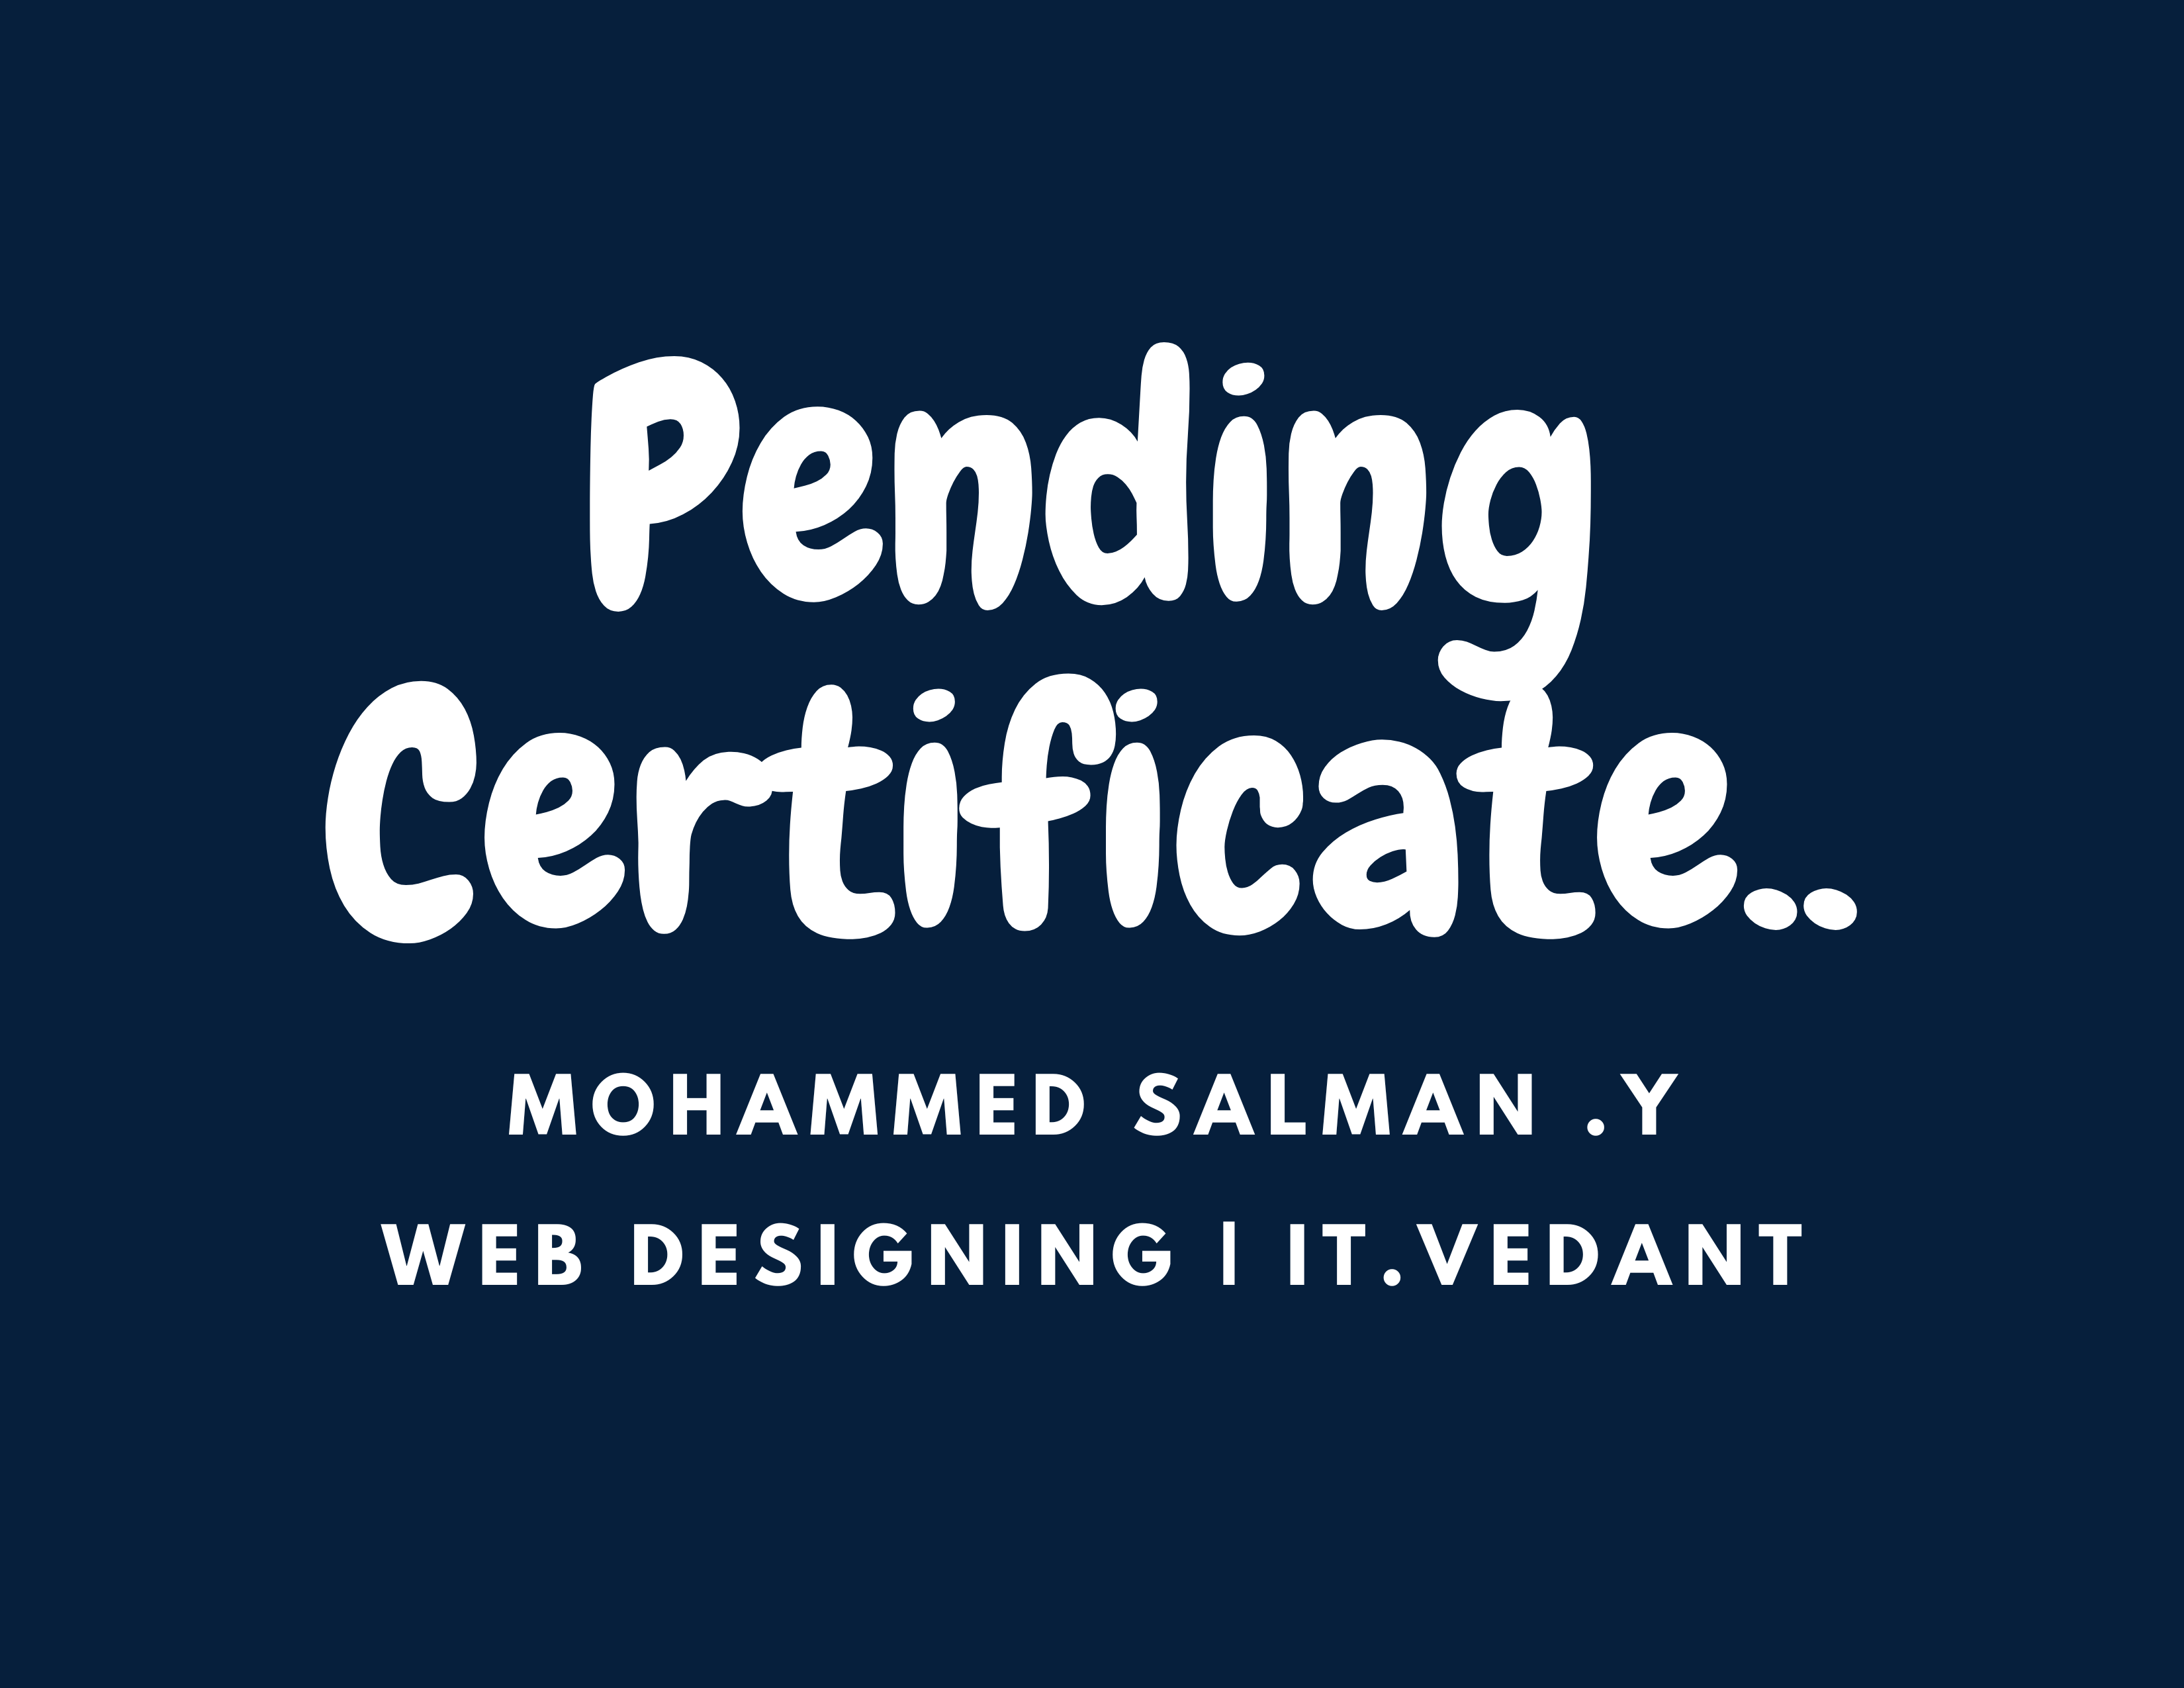 Pending
Certificate..
MOHAMMED SALMAN .Y
WEB DESIGNING | IT.VEDANT